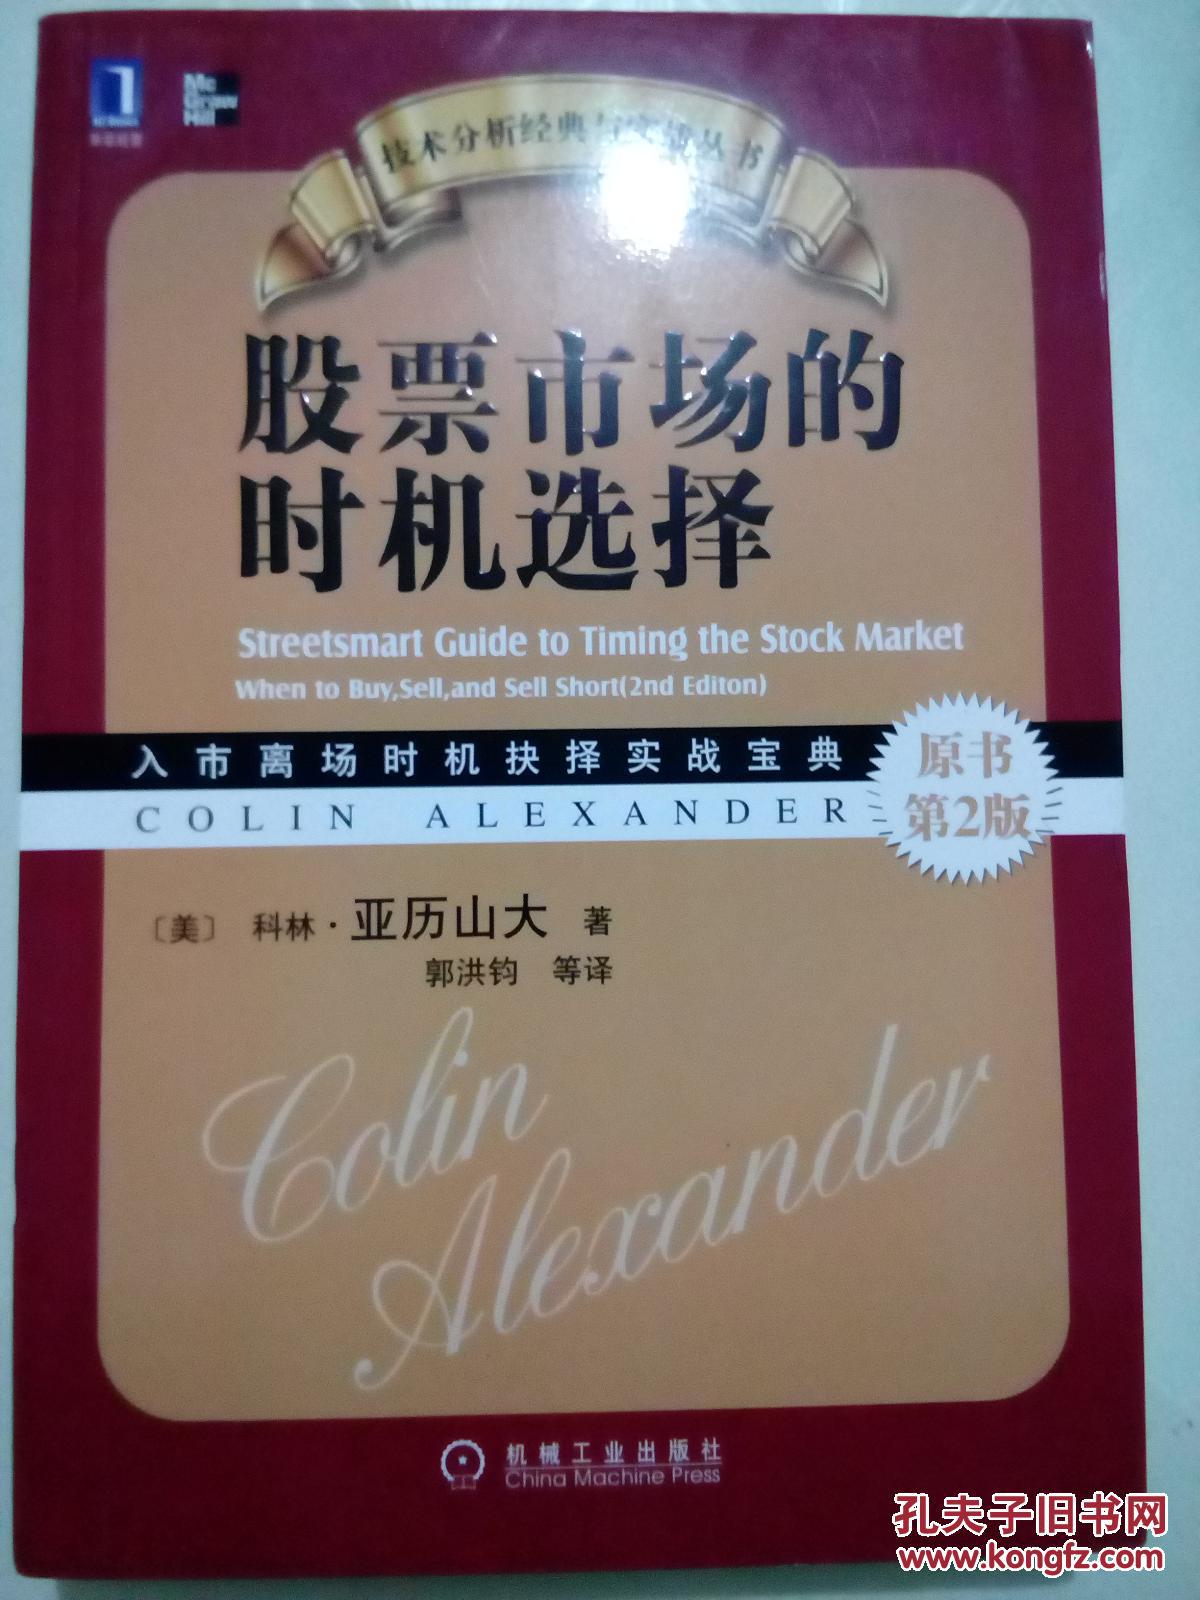 Mc
Graw
Hill
技术分析经典与实战丛书
股票市场的
时机选择
Streetsmart Guide to Timing the Stock Market
When to Buy,Sell,and Sell Short(2nd Editon)
入市离场时机抉择实战宝典
COLIN ALEXANDER
原书
第2版
〔美〕 科林·亚历山大 著
郭洪钧 等译
Colin
Alexander
机械工业出版社
China Machine Press
孔夫子旧书网
www.kongfz.com